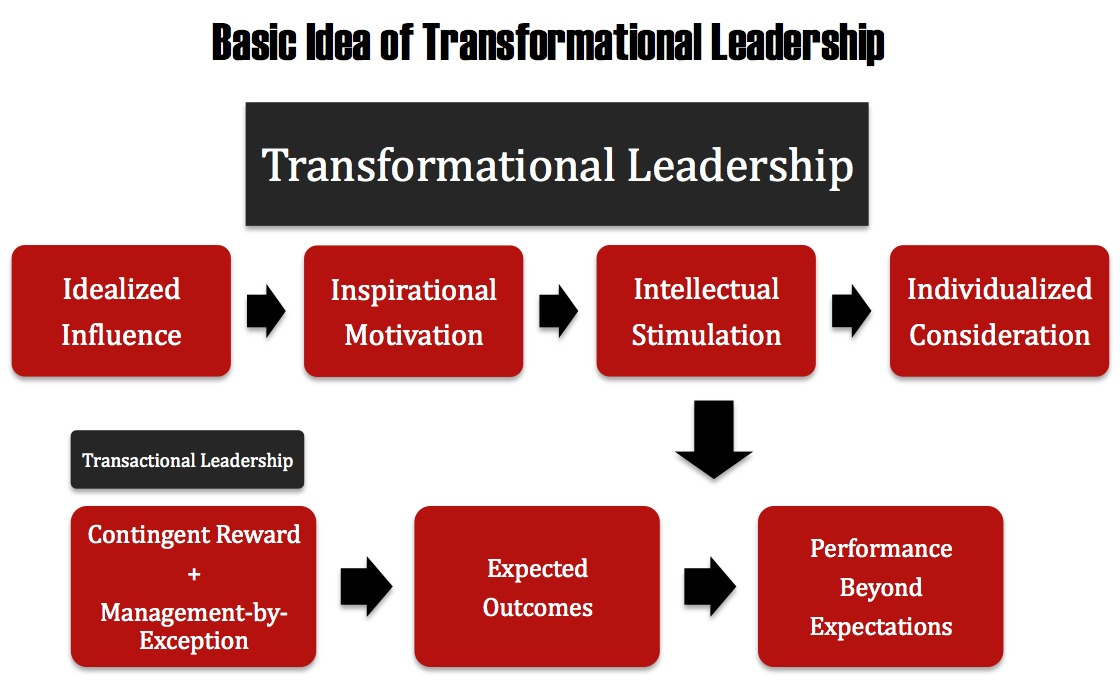 Basic Idea of Transformational Leadership
Transformational Leadership
Idealized
Influence
Inspirational
Motivation
Intellectual
Stimulation
Individualized
Consideration
Transactional Leadership
Contingent Reward
+
Management-by-
Exception
Expected
Outcomes
Performance
Beyond
Expectations